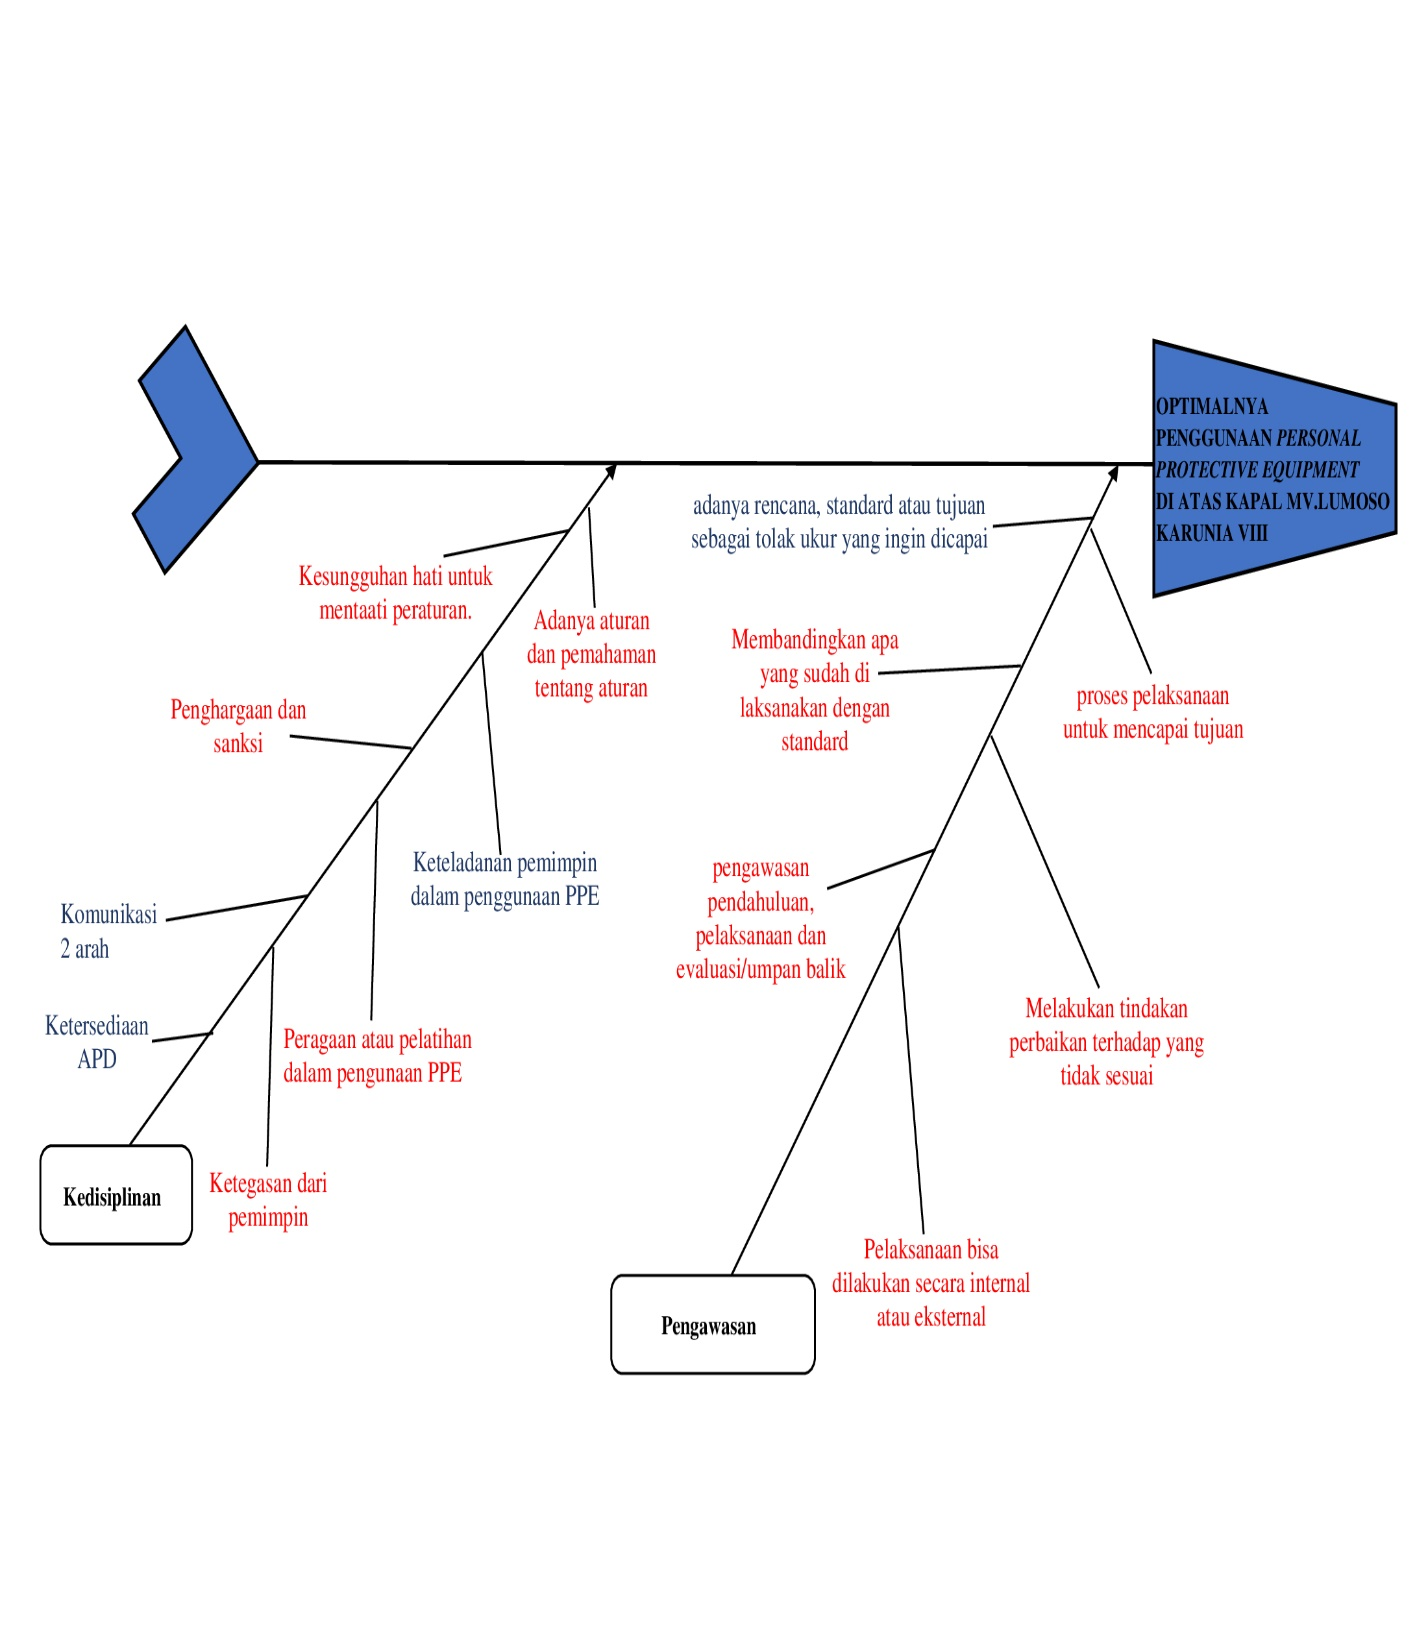 OPTIMALNYA
PENGGUNAAN PERSONAL
PROTECTIVE EQUIPMENT
DI ATAS KAPAL MV.LUMOSO
KARUNIA VIII
adanya rencana, standard atau tujuan
sebagai tolak ukur yang ingin dicapai
Kesungguhan hati untuk
mentaati peraturan.
Adanya aturan
dan pemahaman
tentang aturan
Membandingkan apa
yang sudah di
laksanakan dengan
standard
proses pelaksanaan
untuk mencapai tujuan
Penghargaan dan
sanksi
Keteladanan pemimpin
dalam penggunaan PPE
pengawasan
pendahuluan,
pelaksanaan dan
evaluasi/umpan balik
Komunikasi
2 arah
Ketersediaan
APD
Peragaan atau pelatihan
dalam pengunaan PPE
Melakukan tindakan
perbaikan terhadap yang
tidak sesuai
Kedisiplinan
Ketegasan dari
pemimpin
Pelaksanaan bisa
dilakukan secara internal
atau eksternal
Pengawasan